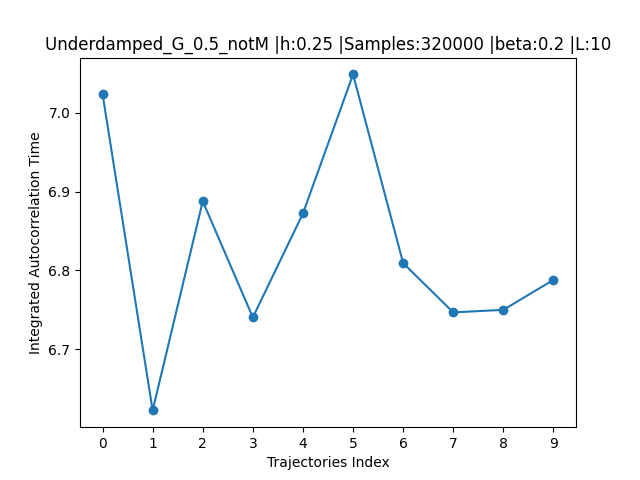 Underdamped_G_0.5_notM |h:0.25 |Samples:320000 |beta:0.2 |L:10
Integrated Autocorrelation Time
7.0
6.9
6.8
6.7
0 1 2 3 4 5 6 7 8 9
Trajectories Index